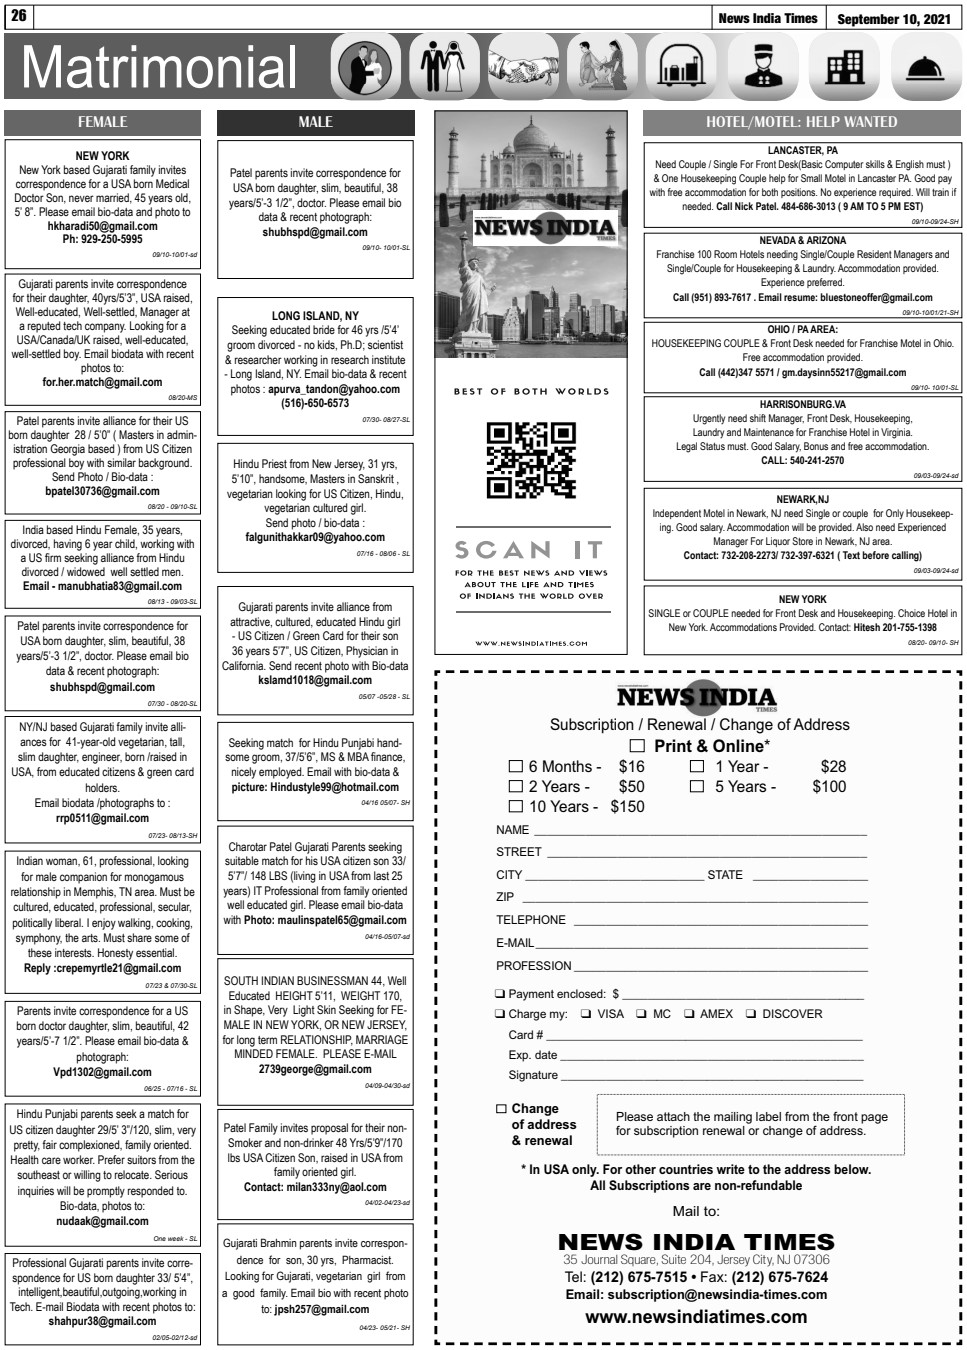 26
News India Times
September 10, 2021
Matrimonial
FEMALE
NEW YORK
New York based Gujarati family invites
correspondence for a USA born Medical
Doctor Son, never married, 45 years old,
5' 8”. Please email bio-data and photo to
hkharadi50@gmail.com
Ph: 929-250-5995
09/10-10/01-sd
Gujarati parents invite correspondence
for their daughter, 40yrs/5'3”, USA raised,
Well-educated, Well-settled, Manager at
a reputed tech company. Looking for a
USA/Canada/UK raised, well-educated,
well-settled boy. Email biodata with recent
photos to:
for.her.match@gmail.com
08/20-MS
Patel parents invite alliance for their US
born daughter 28 / 5'0” ( Masters in admin-
istration Georgia based ) from US Citizen
professional boy with similar background.
Send Photo / Bio-data :
bpatel30736@gmail.com
08/20 - 09/10-SL
India based Hindu Female, 35 years,
divorced, having 6 year child, working with
a US firm seeking alliance from Hindu
divorced / widowed well settled men.
Email - manubhatia83@gmail.com
08/13 - 09/03-SL
Patel parents invite correspondence for
USA born daughter, slim, beautiful, 38
years/5'-3 1/2”, doctor. Please email bio
data & recent photograph:
shubhspd@gmail.com
07/30 - 08/20-SL
NY/NJ based Gujarati family invite alli-
ances for 41-year-old vegetarian, tall,
slim daughter, engineer, born /raised in
USA, from educated citizens & green card
holders.
Email biodata /photographs to :
rrp0511@gmail.com
07/23- 08/13-SH
Indian woman, 61, professional, looking
for male companion for monogamous
relationship in Memphis, TN area. Must be
cultured, educated, professional, secular,
politically liberal. I enjoy walking, cooking,
symphony, the arts. Must share some of
these interests. Honesty essential.
Reply :crepemyrtle21@gmail.com
07/23 & 07/30-SL
Parents invite correspondence for a US
born doctor daughter, slim, beautiful, 42
years/5'-7 1/2”. Please email bio-data &
photograph:
Vpd1302@gmail.com
06/25 - 07/16 - SL
Hindu Punjabi parents seek a match for
US citizen daughter 29/5' 3”/120, slim, very
pretty, fair complexioned, family oriented.
Health care worker. Prefer suitors from the
southeast or willing to relocate. Serious
inquiries will be promptly responded to.
Bio-data, photos to:
nudaak@gmail.com
One week - SL
Professional Gujarati parents invite corre-
spondence for US born daughter 33/ 5'4”,
intelligent,beautiful,outgoing,working in
Tech. E-mail Biodata with recent photos to:
shahpur38@gmail.com
02/05-02/12-sd
MALE
Patel parents invite correspondence for
USA born daughter, slim, beautiful, 38
years/5'-3 1/2”, doctor. Please email bio
data & recent photograph:
shubhspd@gmail.com
09/10- 10/01-SL
LONG ISLAND, NY
Seeking educated bride for 46 yrs /5'4'
groom divorced - no kids, Ph.D; scientist
& researcher working in research institute
- Long Island, NY. Email bio-data & recent
photos : apurva_tandon@yahoo.com
(516)-650-6573
07/30- 08/27-SL
Hindu Priest from New Jersey, 31 yrs,
5'10”, handsome, Masters in Sanskrit ,
vegetarian looking for US Citizen, Hindu,
vegetarian cultured girl.
Send photo / bio-data :
falgunithakkar09@yahoo.com
07/16 - 08/06 - SL
Gujarati parents invite alliance from
attractive, cultured, educated Hindu girl
- US Citizen / Green Card for their son
36 years 5'7”, US Citizen, Physician in
California. Send recent photo with Bio-data
kslamd1018@gmail.com
05/07 -05/28 - SL
Seeking match for Hindu Punjabi hand-
some groom, 37/5'6”, MS & MBA finance,
nicely employed. Email with bio-data &
picture: Hindustyle99@hotmail.com
04/16 05/07- SH
Charotar Patel Gujarati Parents seeking
suitable match for his USA citizen son 33/
5'7”/ 148 LBS (living in USA from last 25
years) IT Professional from family oriented
well educated girl. Please email bio-data
with Photo: maulinspatel65@gmail.com
04/16-05/07-sd
SOUTH INDIAN BUSINESSMAN 44, Well
Educated HEIGHT 5'11, WEIGHT 170,
in Shape, Very Light Skin Seeking for FE-
MALE IN NEW YORK, OR NEW JERSEY,
for long term RELATIONSHIP, MARRIAGE
MINDED FEMALE. PLEASE E-MAIL
2739george@gmail.com
04/09-04/30-sd
Patel Family invites proposal for their non-
Smoker and non-drinker 48 Yrs/5'9”/170
lbs USA Citizen Son, raised in USA from
family oriented girl.
Contact: milan333ny@aol.com
04/02-04/23-sd
Gujarati Brahmin parents invite correspon-
dence for son, 30 yrs, Pharmacist.
Looking for Gujarati, vegetarian girl from
a good family. Email bio with recent photo
to: jpsh257@gmail.com
04/23- 05/21- SH
NEWS INDIA
TIMES
BEST OF BOTH WORLDS
SCAN IT
FOR THE BEST NEWS AND VIEWS
ABOUT THE LIFE AND TIMES
OF INDIANS THE WORLD OVER
WWW.NEWSINDIATIMES.COM
HOTEL/MOTEL: HELP WANTED
LANCASTER, PA
Need Couple / Single For Front Desk(Basic Computer skills & English must )
& One Housekeeping Couple help for Small Motel in Lancaster PA. Good pay
with free accommodation for both positions. No experience required. Will train if
needed. Call Nick Patel. 484-686-3013 ( 9 AM TO 5 PM EST)
09/10-09/24-SH
NEVADA & ARIZONA
Franchise 100 Room Hotels needing Single/Couple Resident Managers and
Single/Couple for Housekeeping & Laundry. Accommodation provided.
Experience preferred.
Call (951) 893-7617 . Email resume: bluestoneoffer@gmail.com
09/10-10/01/21-SH
OHIO / PA AREA:
HOUSEKEEPING COUPLE & Front Desk needed for Franchise Motel in Ohio.
Free accommodation provided.
Call (442)347 5571 / gm.daysinn55217@gmail.com
09/10- 10/01-SL
HARRISONBURG.VA
Urgently need shift Manager, Front Desk, Housekeeping,
Laundry and Maintenance for Franchise Hotel in Virginia.
Legal Status must. Good Salary, Bonus and free accommodation.
CALL: 540-241-2570
09/03-09/24-sd
NEWARK,NJ
Independent Motel in Newark, NJ need Single or couple for Only Housekeep-
ing. Good salary. Accommodation will be provided. Also need Experienced
Manager For Liquor Store in Newark, NJ area.
Contact: 732-208-2273/ 732-397-6321 ( Text before calling)
09/03-09/24-sd
NEW YORK
SINGLE or COUPLE needed for Front Desk and Housekeeping. Choice Hotel in
New York. Accommodations Provided. Contact: Hitesh 201-755-1398
08/20- 09/10- SH
NEWS INDIA
TIMES
Subscription / Renewal / Change of Address
Print & Online*
6 Months - $16 1 Year - $28
2 Years - $50 5 Years - $100
10 Years - $150
NAME
STREET
CITY STATE
ZIP
TELEPHONE
E-MAIL
PROFESSION
Payment enclosed: $
Charge my: VISA MC AMEX DISCOVER
Card #
Exp. date
Signature
Change
of address
& renewal
Please attach the mailing label from the front page
for subscription renewal or change of address.
* In USA only. For other countries write to the address below.
All Subscriptions are non-refundable
Mail to:
NEWS INDIA TIMES
35 Journal Square, Suite 204, Jersey City, NJ 07306
Tel: (212) 675-7515 • Fax: (212) 675-7624
Email: subscription@newsindia-times.com
www.newsindiatimes.com